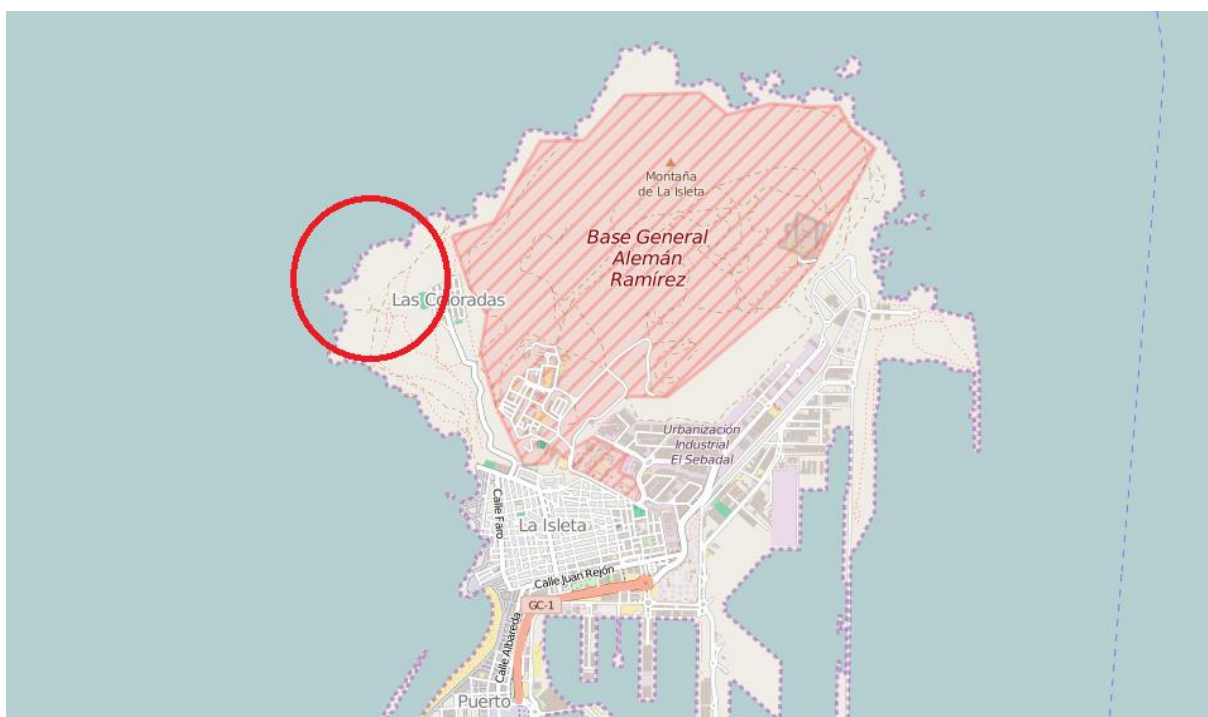 Montaña
de La Isleta
Base General
Alemán
Ramírez
Las Coloradas
Urbanización
Industrial
El Sebadal
Calle Faro
La Isleta
Calle Juan Rejón
GC-1
Calle Albareda
Puerto